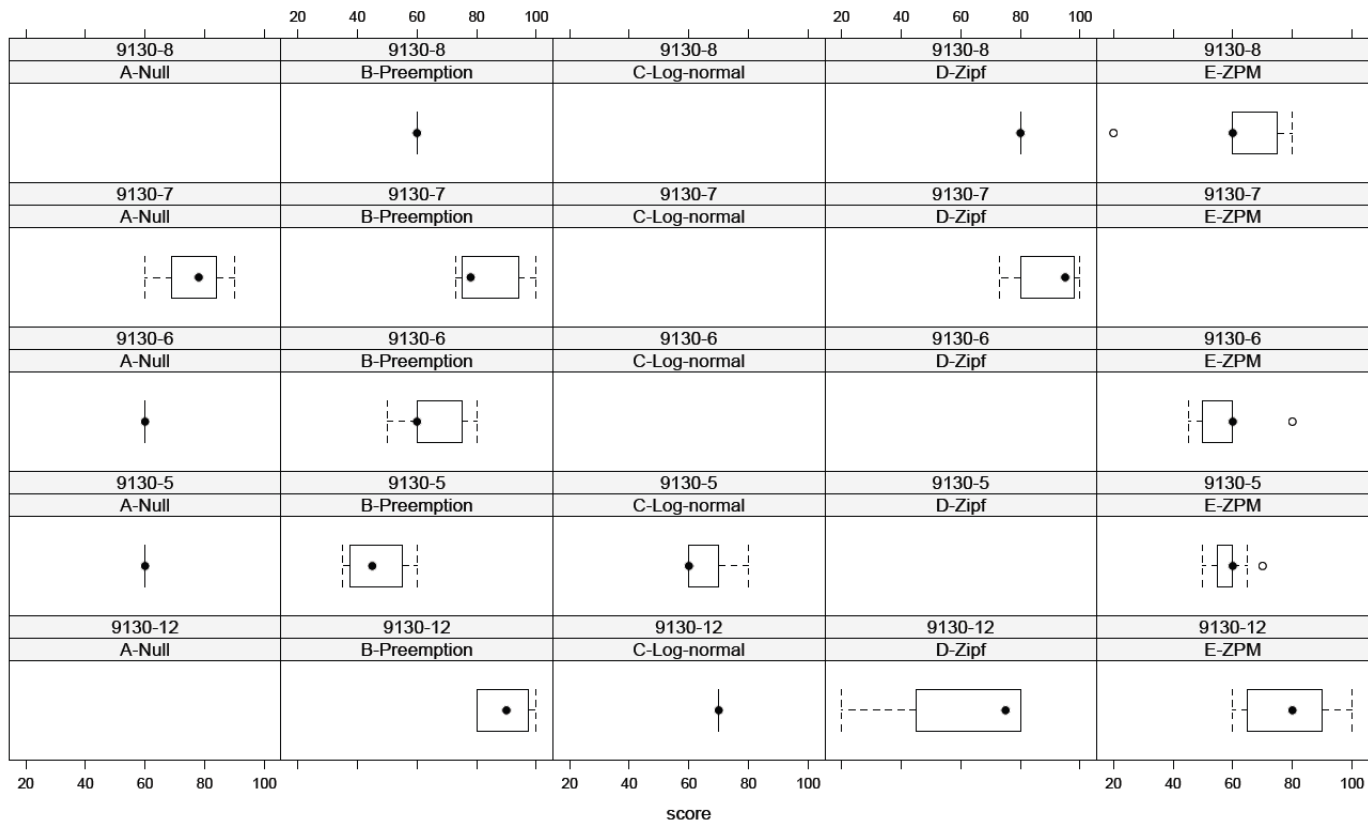 20 40 60 80 100 20 40 60 80 100
9130-8 9130-8 9130-8 9130-8 9130-8
A-Null B-Preemption C-Log-normal D-Zipf E-ZPM
9130-7 9130-7 9130-7 9130-7 9130-7
A-Null B-Preemption C-Log-normal D-Zipf E-ZPM
9130-6 9130-6 9130-6 9130-6 9130-6
A-Null B-Preemption C-Log-normal D-Zipf E-ZPM
9130-5 9130-5 9130-5 9130-5 9130-5
A-Null B-Preemption C-Log-normal D-Zipf E-ZPM
9130-12 9130-12 9130-12 9130-12 9130-12
A-Null B-Preemption C-Log-normal D-Zipf E-ZPM
20 40 60 80 100 20 40 60 80 100 20 40 60 80 100
score